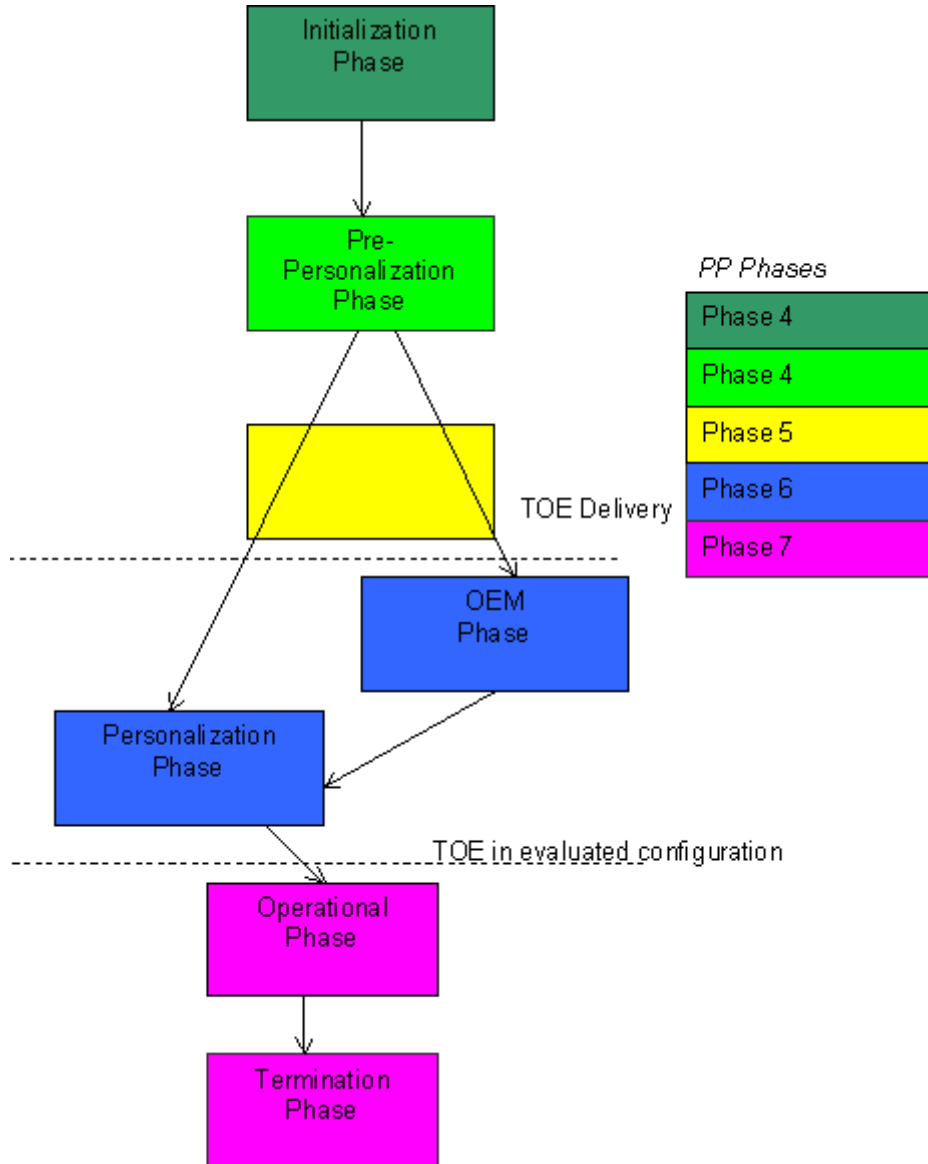 Initialization
Phase
Pre-
Personalization
Phase
PP Phases
Phase 4
Phase 4
Phase 5
Phase 6
Phase 7
TOE Delivery
OEM
Phase
Personalization
Phase
TOE in evaluated configuration
Operational
Phase
Termination
Phase